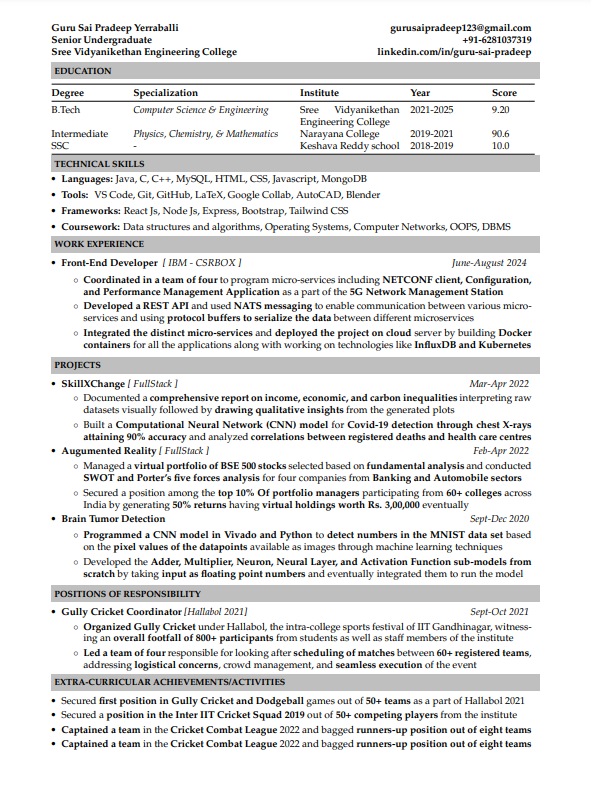 Guru Sai Pradeep Yerraballi gurusaipradeep123@gmail.com
Senior Undergraduate +91-6281037319
Sree Vidyanikethan Engineering College linkedin.com/in/guru-sai-pradeep
EDUCATION
Degree Specialization Institute Year Score
B.Tech Computer Science & Engineering Sree Vidyanikethan 2021-2025 9.20
Engineering College
Intermediate Physics, Chemistry, & Mathematics Narayana College 2019-2021 90.6
SSC - Keshava Reddy school 2018-2019 10.0
TECHNICAL SKILLS
• Languages: Java, C, C++, MySQL, HTML, CSS, Javascript, MongoDB
• Tools: VS Code, Git, GitHub, LaTeX, Google Collab, AutoCAD, Blender
• Frameworks: React Js, Node Js, Express, Bootstrap, Tailwind CSS
• Coursework: Data structures and algorithms, Operating Systems, Computer Networks, OOPS, DBMS
WORK EXPERIENCE
• Front-End Developer [ IBM - CSRBOX ] June-August 2024
○ Coordinated in a team of four to program micro-services including NETCONF client, Configuration,
and Performance Management Application as a part of the 5G Network Management Station
○ Developed a REST API and used NATS messaging to enable communication between various micro-
services and using protocol buffers to serialize the data between different microservices
○ Integrated the distinct micro-services and deployed the project on cloud server by building Docker
containers for all the applications along with working on technologies like InfluxDB and Kubernetes
PROJECTS
• SkillXChange [ FullStack ] Mar-Apr 2022
○ Documented a comprehensive report on income, economic, and carbon inequalities interpreting raw
datasets visually followed by drawing qualitative insights from the generated plots
○ Built a Computational Neural Network (CNN) model for Covid-19 detection through chest X-rays
attaining 90% accuracy and analyzed correlations between registered deaths and health care centres
• Augumented Reality [ FullStack ] Feb-Apr 2022
○ Managed a virtual portfolio of BSE 500 stocks selected based on fundamental analysis and conducted
SWOT and Porter's five forces analysis for four companies from Banking and Automobile sectors
○ Secured a position among the top 10% Of portfolio managers participating from 60+ colleges across
India by generating 50% returns having virtual holdings worth Rs. 3,00,000 eventually
• Brain Tumor Detection Sept-Dec 2020
○ Programmed a CNN model in Vivado and Python to detect numbers in the MNIST data set based
on the pixel values of the datapoints available as images through machine learning techniques
○ Developed the Adder, Multiplier, Neuron, Neural Layer, and Activation Function sub-models from
scratch by taking input as floating point numbers and eventually integrated them to run the model
POSITIONS OF RESPONSIBILITY
• Gully Cricket Coordinator [Hallabol 2021] Sept-Oct 2021
○ Organized Gully Cricket under Hallabol, the intra-college sports festival of IIT Gandhinagar, witness-
ing an overall footfall of 800+ participants from students as well as staff members of the institute
○ Led a team of four responsible for looking after scheduling of matches between 60+ registered teams,
addressing logistical concerns, crowd management, and seamless execution of the event
EXTRA-CURRICULAR ACHIEVEMENTS/ACTIVITIES
• Secured first position in Gully Cricket and Dodgeball games out of 50+ teams as a part of Hallabol 2021
• Secured a position in the Inter IIT Cricket Squad 2019 out of 50+ competing players from the institute
• Captained a team in the Cricket Combat League 2022 and bagged runners-up position out of eight teams
• Captained a team in the Cricket Combat League 2022 and bagged runners-up position out of eight teams